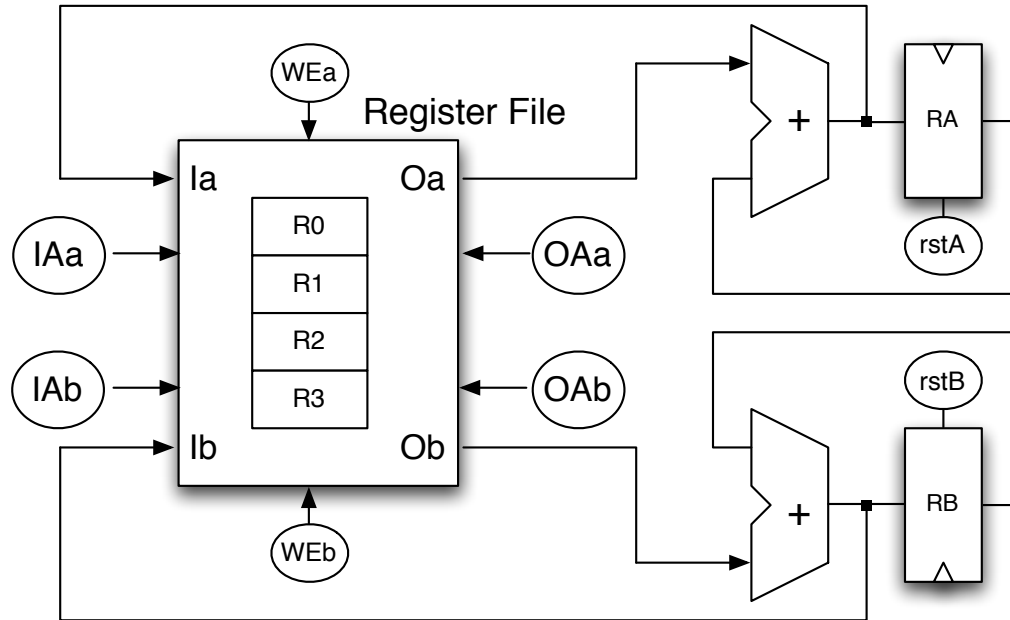 WEa
Register File
+
RA
Ia
Oa
R0
IAa
OAa
rstA
R1
R2
IAb
OAb
rstB
R3
Ib
Ob
+
RB
WEb